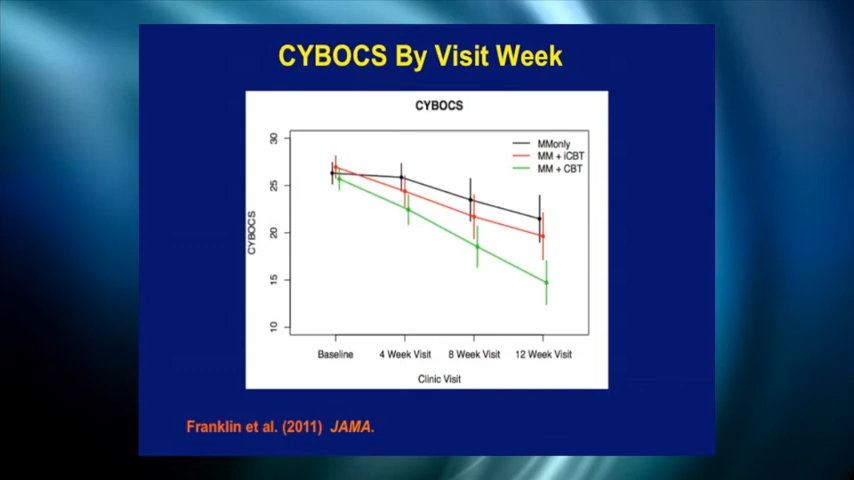 CYBOCS By Visit Week
CYBOCS
MMonly
MM + iCBT
MM + CBT
30
25
20
15
10
CYBOCS
Baseline
4 Week Visit
8 Week Visit
12 Week Visit
Clinic Visit
Franklin et al. (2011) JAMA.